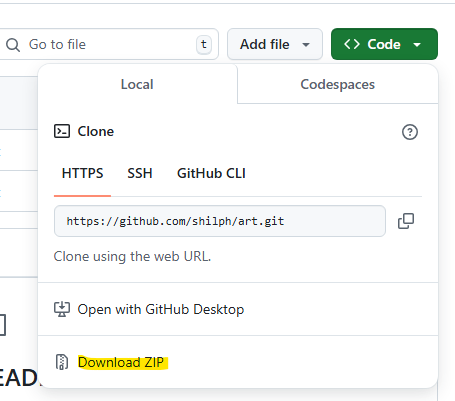 Go to file
t
Add file
<> Code
Local
Codespaces
Clone
HTTPS
SSH
GitHub CLI
https://github.com/shilph/art.git
Clone using the web URL.
Open with GitHub Desktop
Download ZIP
EAD